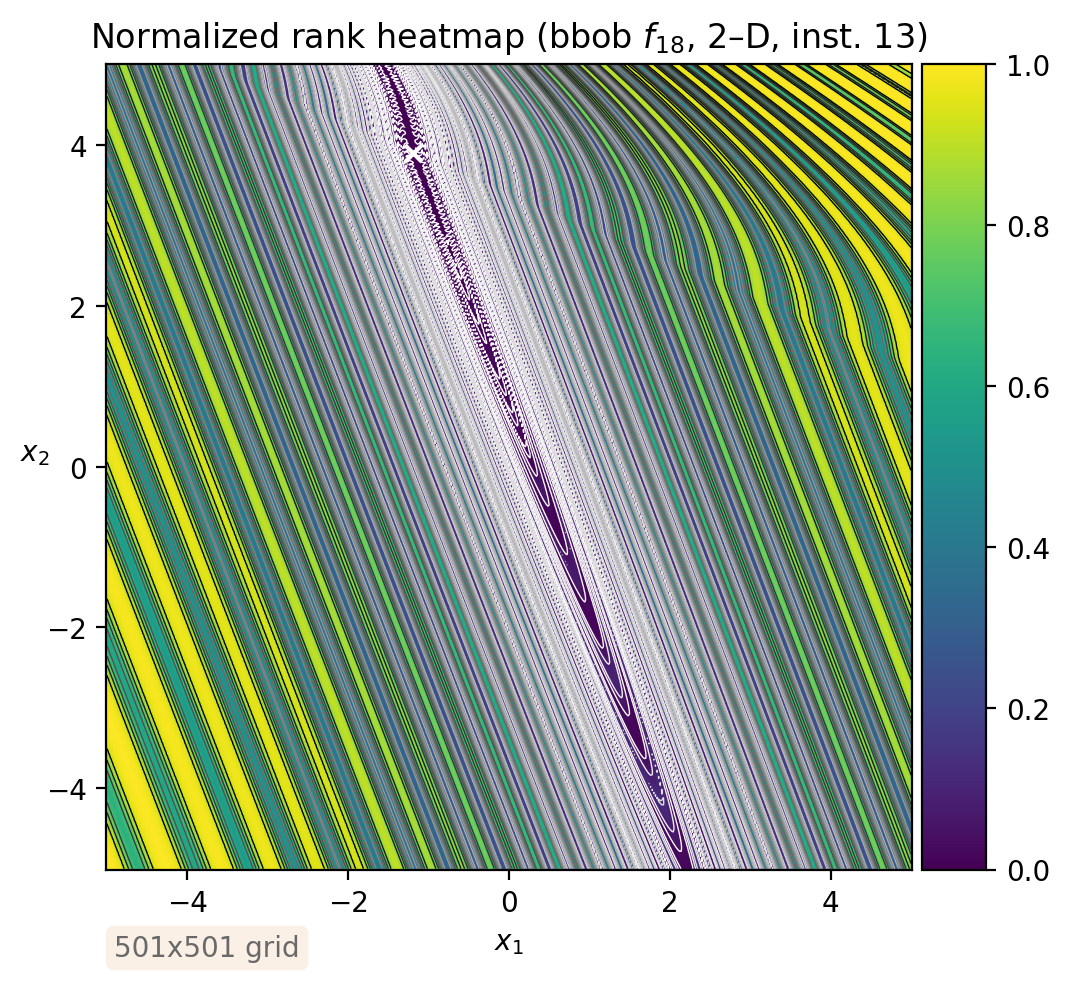 Normalized rank heatmap (bbob f₁₈, 2–D, inst. 13)
1.0
0.8
0.6
0.4
0.2
0.0
4
2
0
−2
−4
x₂
−4 −2 0 2 4
x₁
501x501 grid